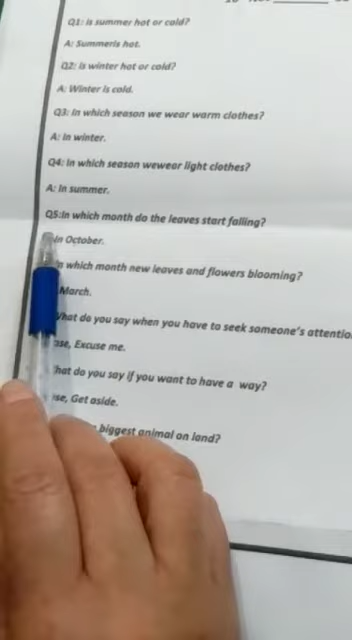 Q1: is summer hot or cold?
A: Summeris hot.
Q2: is winter hot or cold?
A: Winter is cold.
Q3: In which season we wear warm clothes?
A: In winter.
Q4: In which season wewear light clothes?
A: In summer.
Q5:In which month do the leaves start falling?
In October.
n which month new leaves and flowers blooming?
March.
What do you say when you have to seek someone's attentio
ase, Excuse me.
hat do you say if you want to have a way?
ase, Get aside.
biggest animal on land?